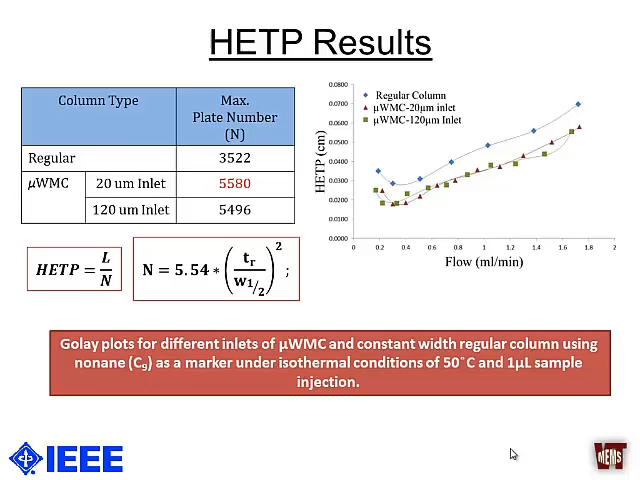 HETP Results
Column Type
Max.
Plate Number
(N)
Regular
3522
μWMC
20 um Inlet
5580
120 um Inlet
5496
HETP = L/N
N = 5.54 * (tr/w1/2)^2 ;
HETP (cm)
0.0800
0.0700
0.0600
0.0500
0.0400
0.0300
0.0200
0.0100
0.0000
Regular Column
μWMC-20μm inlet
μWMC-120μm Inlet
0 0.2 0.4 0.6 0.8 1 1.2 1.4 1.6 1.8 2
Flow (ml/min)
Golay plots for different inlets of μWMC and constant width regular column using
nonane (C9) as a marker under isothermal conditions of 50°C and 1μL sample
injection.
IEEE
VT
MEMS